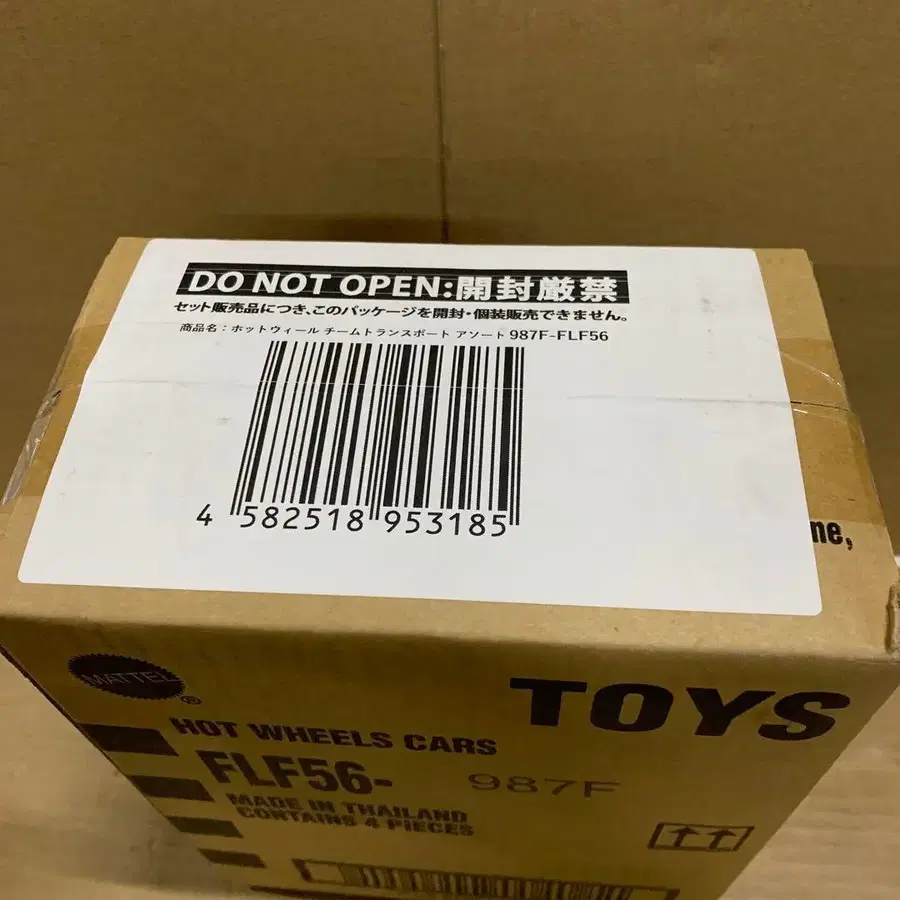 DO NOT OPEN:開封厳禁
セット販売品につき、このパッケージを開封・個装販売できません。
商品名：ホットウィール チームトランスポート アソート 987F-FLF56
4 582518 953185
me,
MATTEL
®
TOYS
HOT WHEELS CARS
FLF56- 987F
MADE IN THAILAND
CONTAINS 4 PIECES